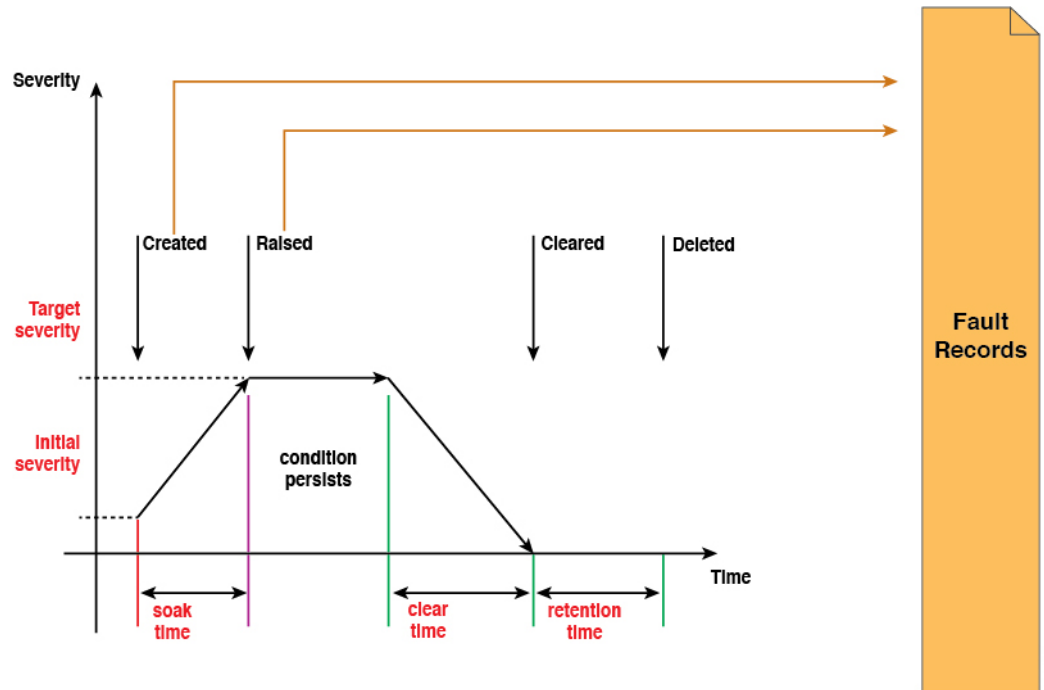 Severity
Created
Raised
Cleared
Deleted
Target
severity
Fault
Records
Initial
severity
condition
persists
Time
soak
time
clear
time
retention
time